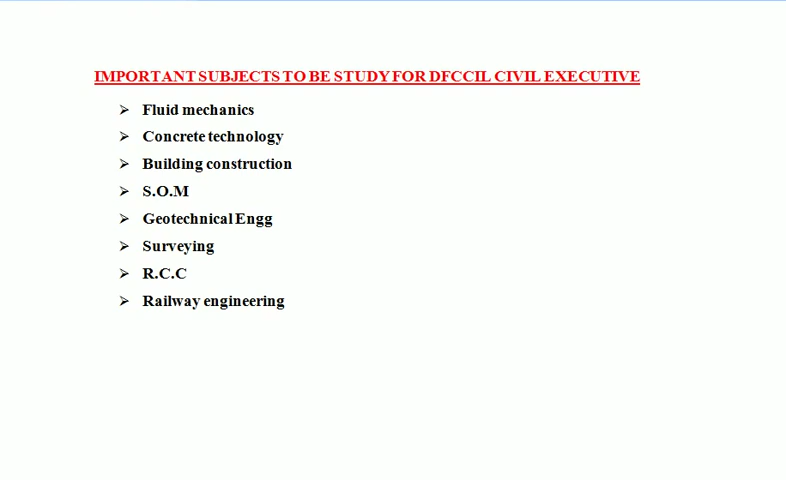 IMPORTANT SUBJECTS TO BE STUDY FOR DFCCIL CIVIL EXECUTIVE
➢ Fluid mechanics
➢ Concrete technology
➢ Building construction
➢ S.O.M
➢ Geotechnical Engg
➢ Surveying
➢ R.C.C
➢ Railway engineering